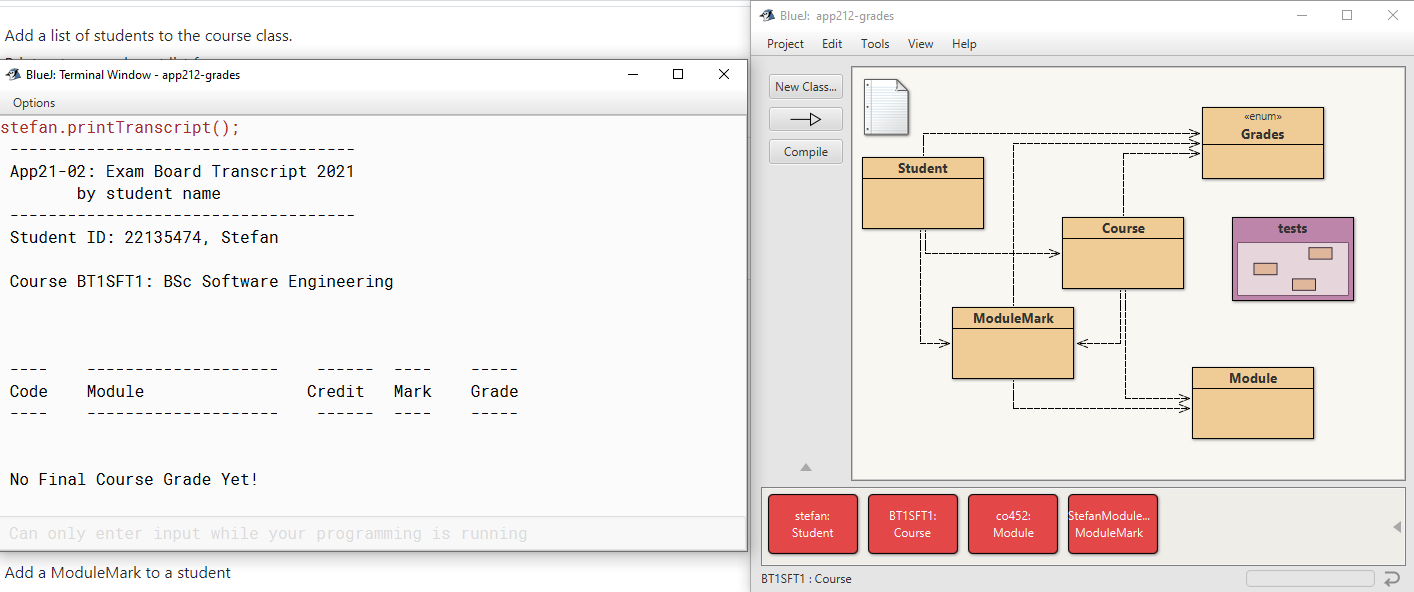 Add a list of students to the course class.
BlueJ: Terminal Window - app212-grades
Options
stefan.printTranscript();
------------------------------------
App21-02: Exam Board Transcript 2021
by student name
------------------------------------
Student ID: 22135474, Stefan
Course BT1SFT1: BSc Software Engineering
---- -------------------- ------ ---- -----
Code Module Credit Mark Grade
---- -------------------- ------ ---- -----
No Final Course Grade Yet!
Can only enter input while your programming is running
Add a ModuleMark to a student
BlueJ: app212-grades
Project Edit Tools View Help
New Class...
Compile
«enum»
Grades
Student
Course
tests
ModuleMark
Module
stefan:
Student
BT1SFT1:
Course
co452:
Module
StefanModule...
ModuleMark
BT1SFT1 : Course